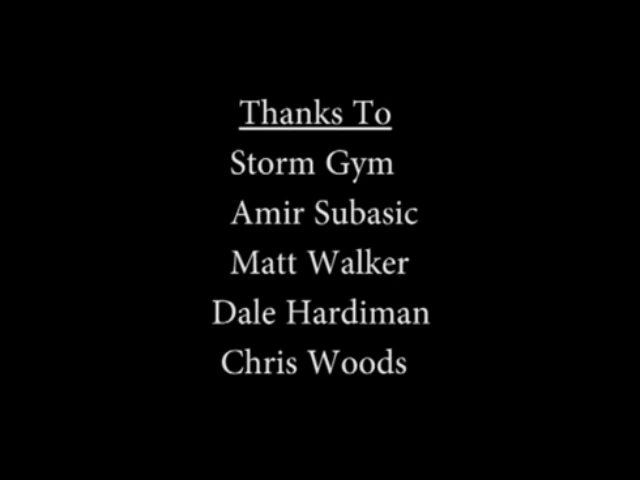 Thanks To
Storm Gym
Amir Subasic
Matt Walker
Dale Hardiman
Chris Woods